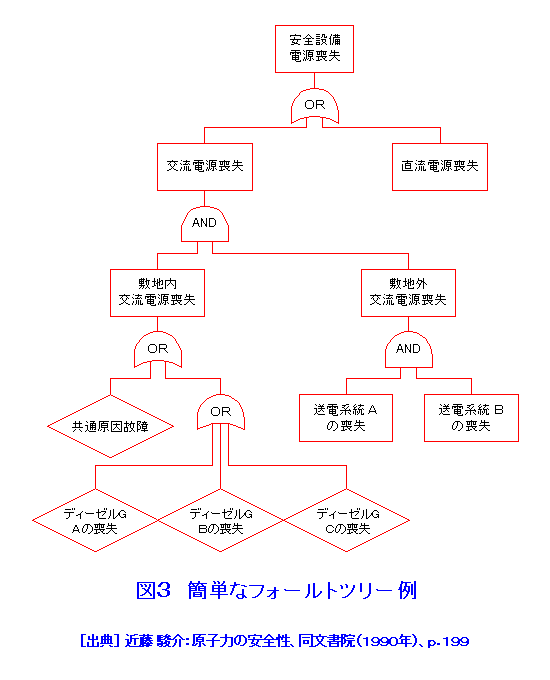 安全設備
電源喪失
OR
交流電源喪失
直流電源喪失
AND
敷地内
交流電源喪失
敷地外
交流電源喪失
OR
AND
共通原因故障
OR
送電系統A
の喪失
送電系統B
の喪失
ディーゼルG
Aの喪失
ディーゼルG
Bの喪失
ディーゼルG
Cの喪失
図3 簡単なフォールトツリー例
[出典] 近藤 駿介:原子力の安全性、同文書院(1990年)、p.199